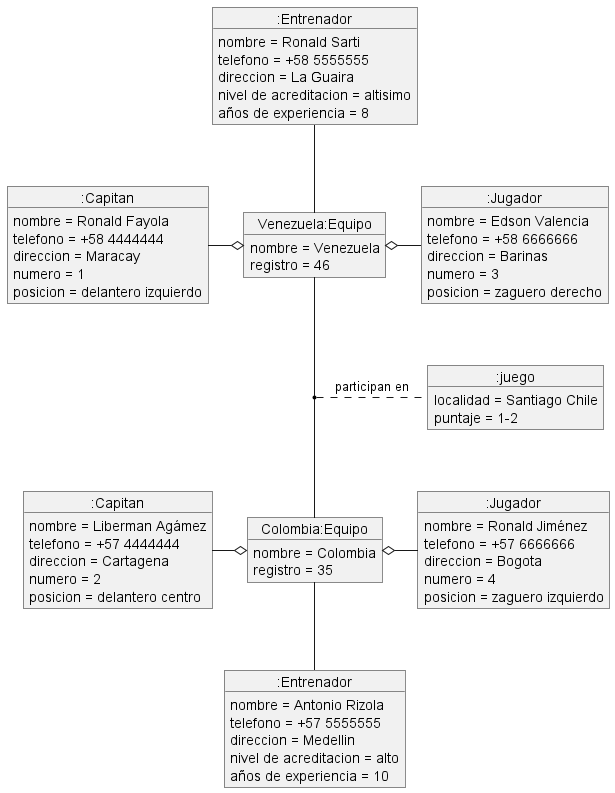 :Entrenador
nombre = Ronald Sarti
telefono = +58 5555555
direccion = La Guaira
nivel de acreditacion = altisimo
años de experiencia = 8
:Capitan
nombre = Ronald Fayola
telefono = +58 4444444
direccion = Maracay
numero = 1
posicion = delantero izquierdo
Venezuela:Equipo
nombre = Venezuela
registro = 46
:Jugador
nombre = Edson Valencia
telefono = +58 6666666
direccion = Barinas
numero = 3
posicion = zaguero derecho
participan en
:juego
localidad = Santiago Chile
puntaje = 1-2
:Capitan
nombre = Liberman Agámez
telefono = +57 4444444
direccion = Cartagena
numero = 2
posicion = delantero centro
Colombia:Equipo
nombre = Colombia
registro = 35
:Jugador
nombre = Ronald Jiménez
telefono = +57 6666666
direccion = Bogota
numero = 4
posicion = zaguero izquierdo
:Entrenador
nombre = Antonio Rizola
telefono = +57 5555555
direccion = Medellin
nivel de acreditacion = alto
años de experiencia = 10